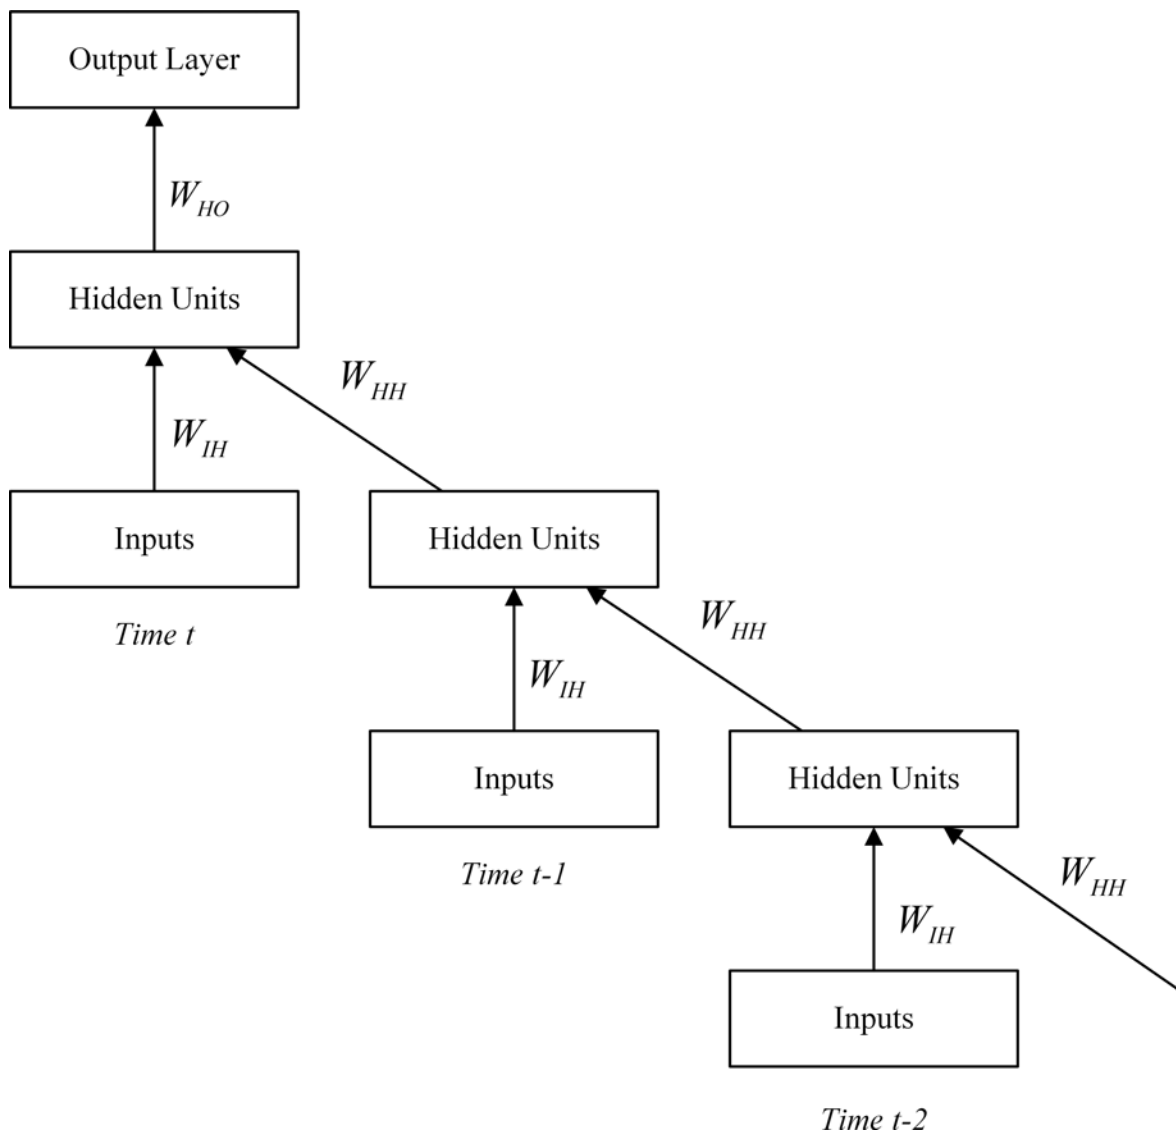 Output Layer
W_HO
Hidden Units
W_HH
W_IH
Inputs
Hidden Units
Time t
W_HH
W_IH
Inputs
Hidden Units
Time t-1
W_HH
W_IH
Inputs
Time t-2